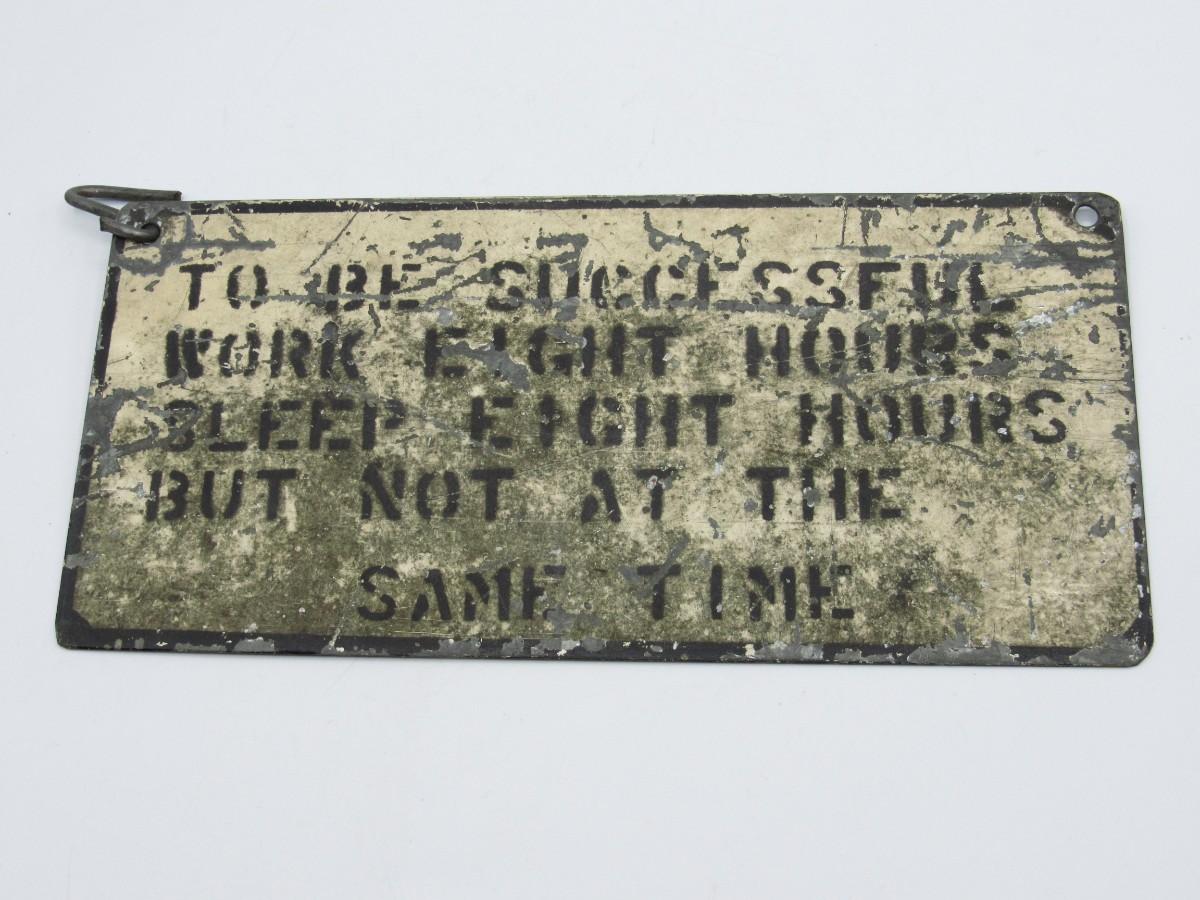 TO BE SUCCESSFUL
WORK EIGHT HOURS
SLEEP EIGHT HOURS
BUT NOT AT THE
SAME TIME